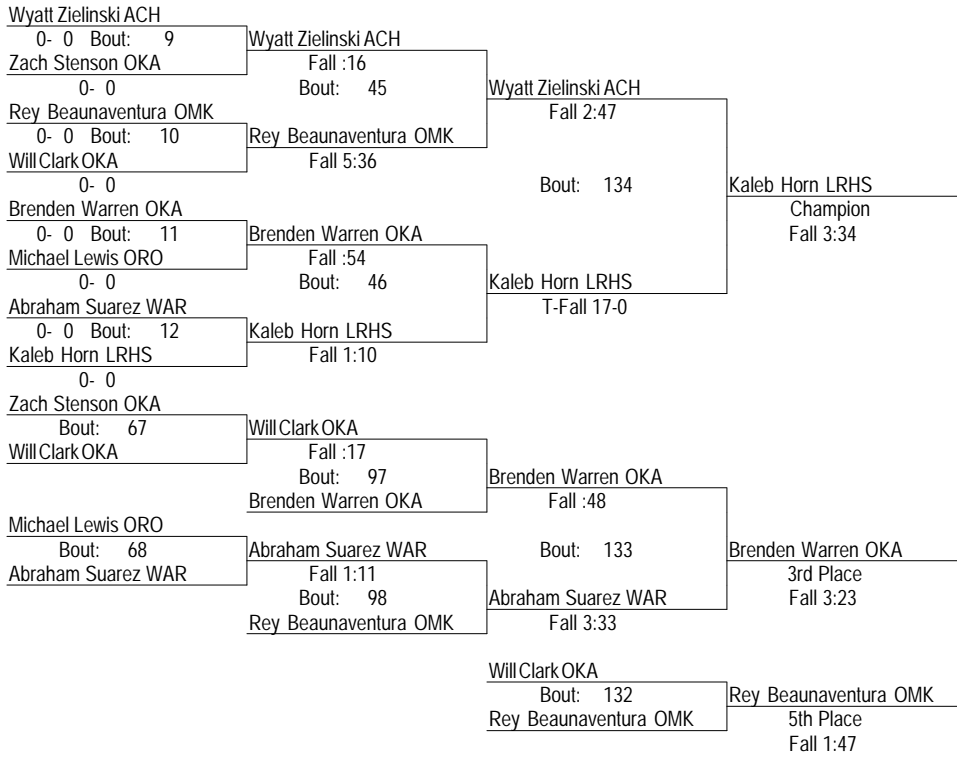 Wyatt Zielinski ACH
0- 0 Bout: 9 Wyatt Zielinski ACH
Zach Stenson OKA Fall :16
0- 0 Bout: 45 Wyatt Zielinski ACH
Rey Beaunaventura OMK Fall 2:47
0- 0 Bout: 10 Rey Beaunaventura OMK
Will Clark OKA Fall 5:36
0- 0 Bout: 134 Kaleb Horn LRHS
Brenden Warren OKA Champion
0- 0 Bout: 11 Brenden Warren OKA Fall 3:34
Michael Lewis ORO Fall :54
0- 0 Bout: 46 Kaleb Horn LRHS
Abraham Suarez WAR T-Fall 17-0
0- 0 Bout: 12 Kaleb Horn LRHS
Kaleb Horn LRHS Fall 1:10
0- 0
Zach Stenson OKA
Bout: 67 Will Clark OKA
Will Clark OKA Fall :17
Bout: 97 Brenden Warren OKA
Brenden Warren OKA Fall :48
Michael Lewis ORO
Bout: 68 Abraham Suarez WAR Bout: 133 Brenden Warren OKA
Abraham Suarez WAR Fall 1:11 3rd Place
Bout: 98 Abraham Suarez WAR Fall 3:23
Rey Beaunaventura OMK Fall 3:33
Will Clark OKA
Bout: 132 Rey Beaunaventura OMK
Rey Beaunaventura OMK 5th Place
Fall 1:47